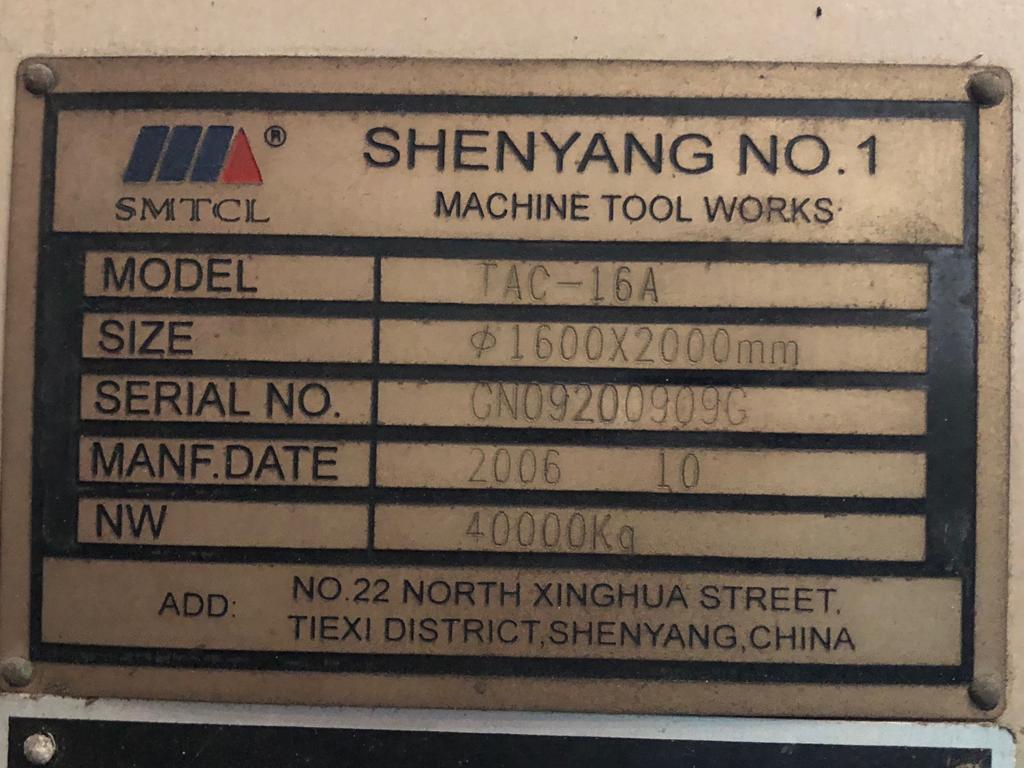 ®
SMTCL
SHENYANG NO.1
MACHINE TOOL WORKS
MODEL TAC-16A
SIZE ϕ1600X2000mm
SERIAL NO. CN09200909G
MANF.DATE 2006 10
NW 40000Kg
ADD: NO.22 NORTH XINGHUA STREET,
TIEXI DISTRICT,SHENYANG,CHINA